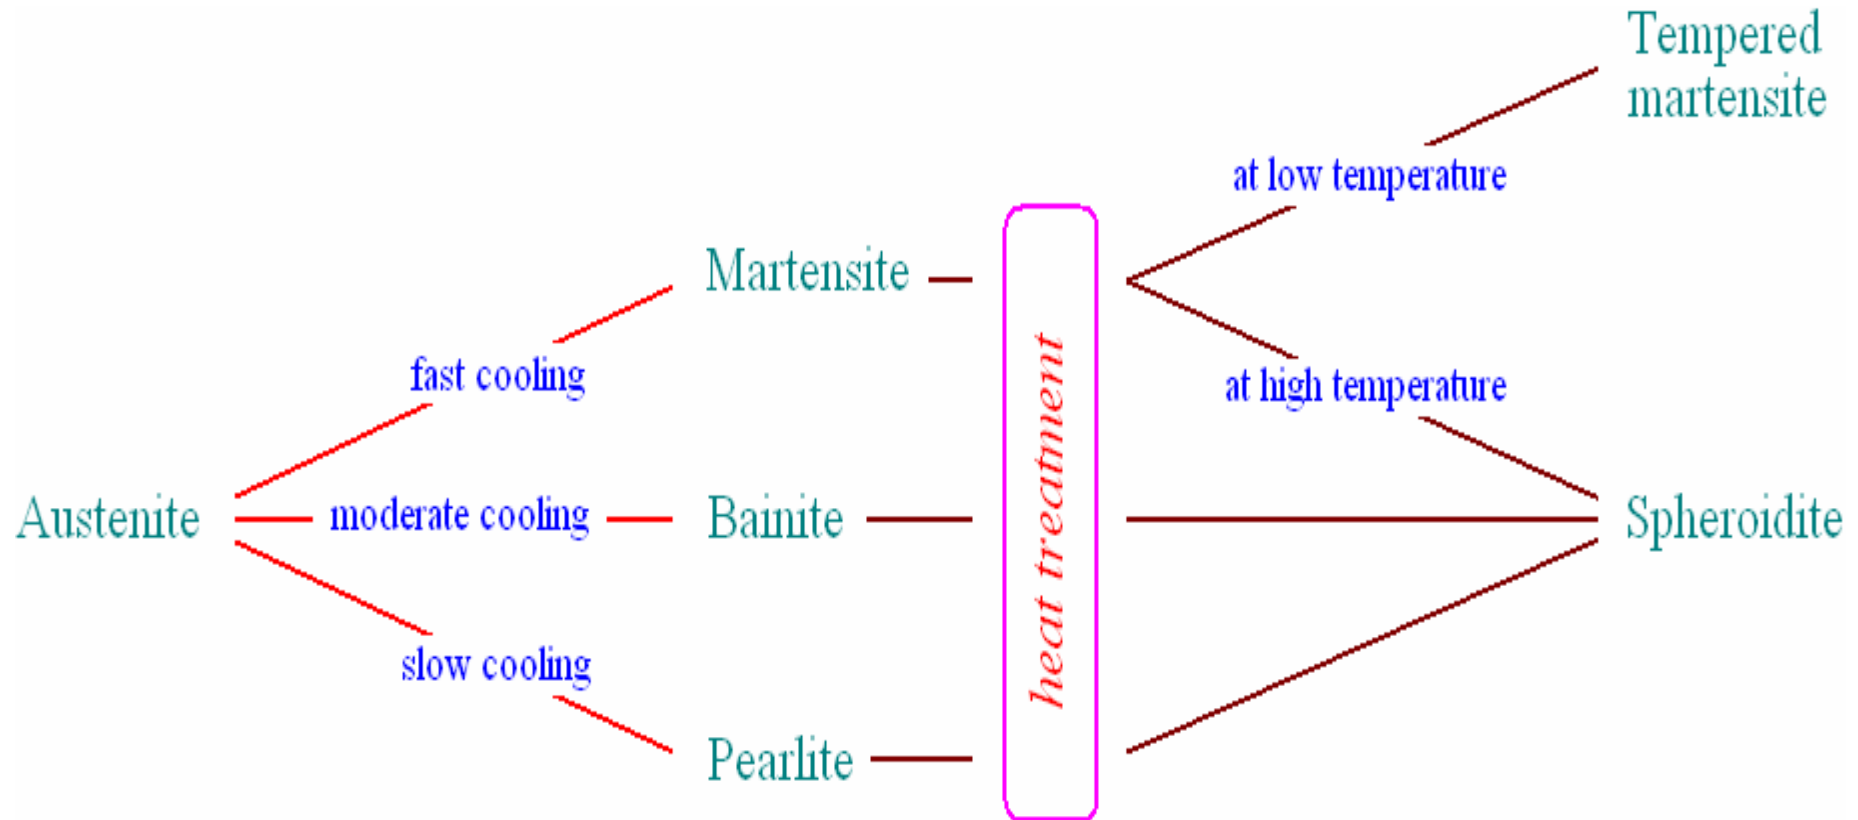 Tempered
martensite
at low temperature
Martensite
fast cooling
at high temperature
heat treatment
Austenite
moderate cooling
Bainite
Spheroidite
slow cooling
Pearlite